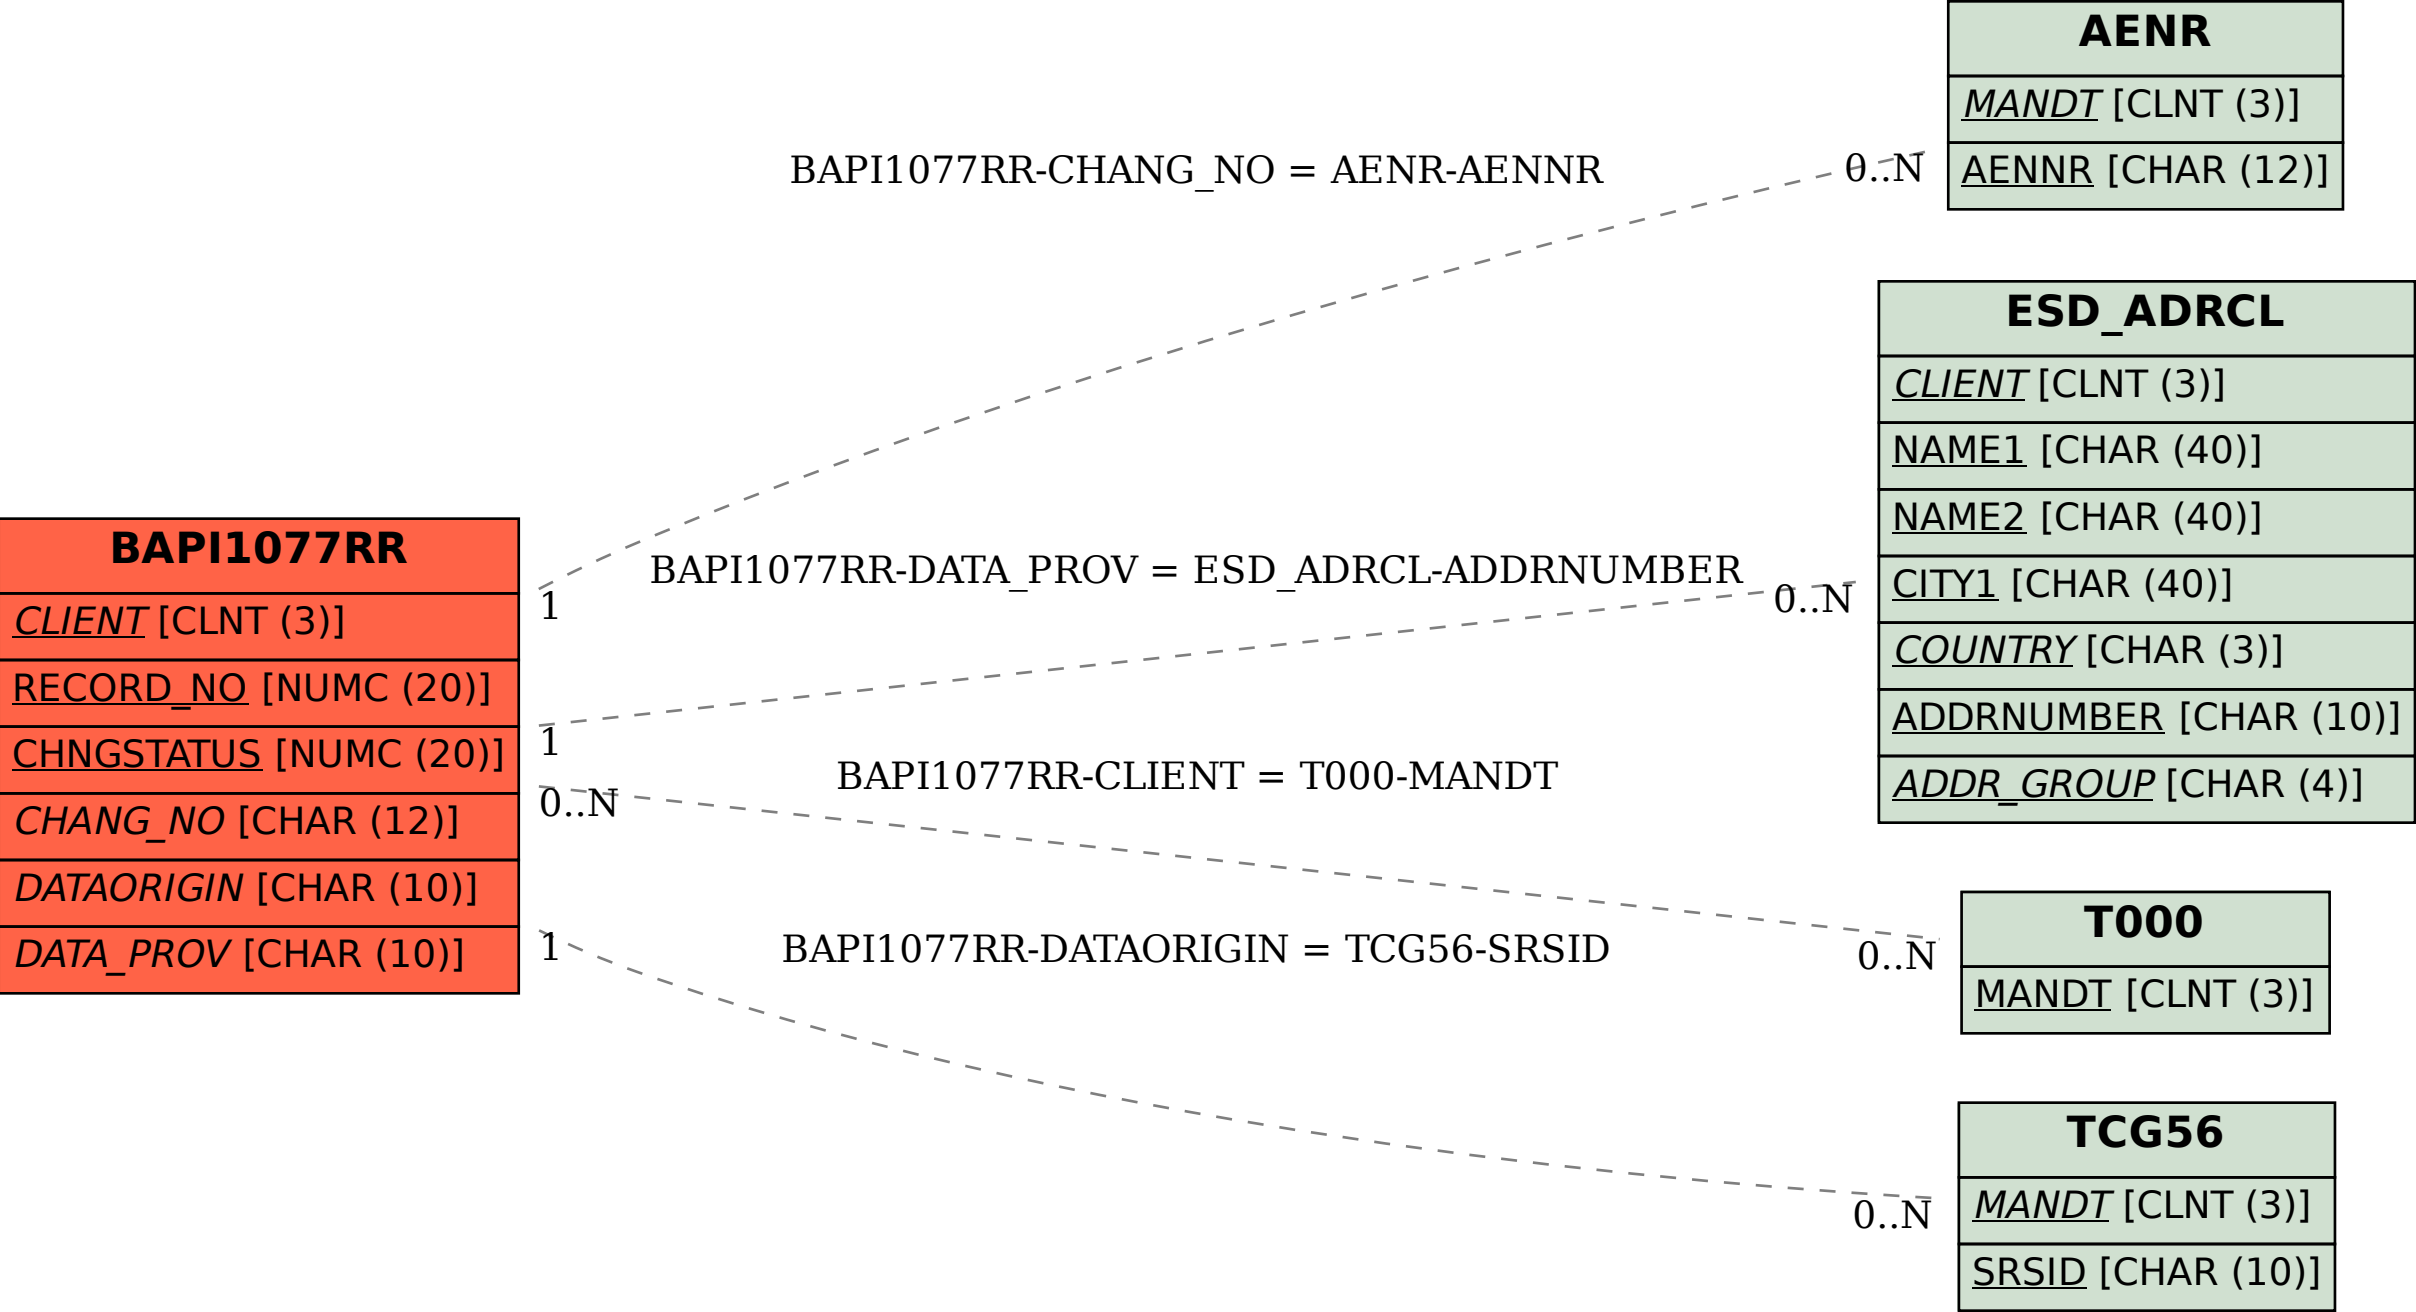 AENR
MANDT [CLNT (3)]
AENNR [CHAR (12)]
BAPI1077RR-CHANG_NO = AENR-AENNR
0..N
1
ESD_ADRCL
CLIENT [CLNT (3)]
NAME1 [CHAR (40)]
NAME2 [CHAR (40)]
CITY1 [CHAR (40)]
COUNTRY [CHAR (3)]
ADDRNUMBER [CHAR (10)]
ADDR_GROUP [CHAR (4)]
BAPI1077RR
CLIENT [CLNT (3)]
RECORD_NO [NUMC (20)]
CHNGSTATUS [NUMC (20)]
CHANG_NO [CHAR (12)]
DATAORIGIN [CHAR (10)]
DATA_PROV [CHAR (10)]
BAPI1077RR-DATA_PROV = ESD_ADRCL-ADDRNUMBER
0..N
1
BAPI1077RR-CLIENT = T000-MANDT
0..N
0..N
BAPI1077RR-DATAORIGIN = TCG56-SRSID
1
0..N
T000
MANDT [CLNT (3)]
TCG56
MANDT [CLNT (3)]
SRSID [CHAR (10)]